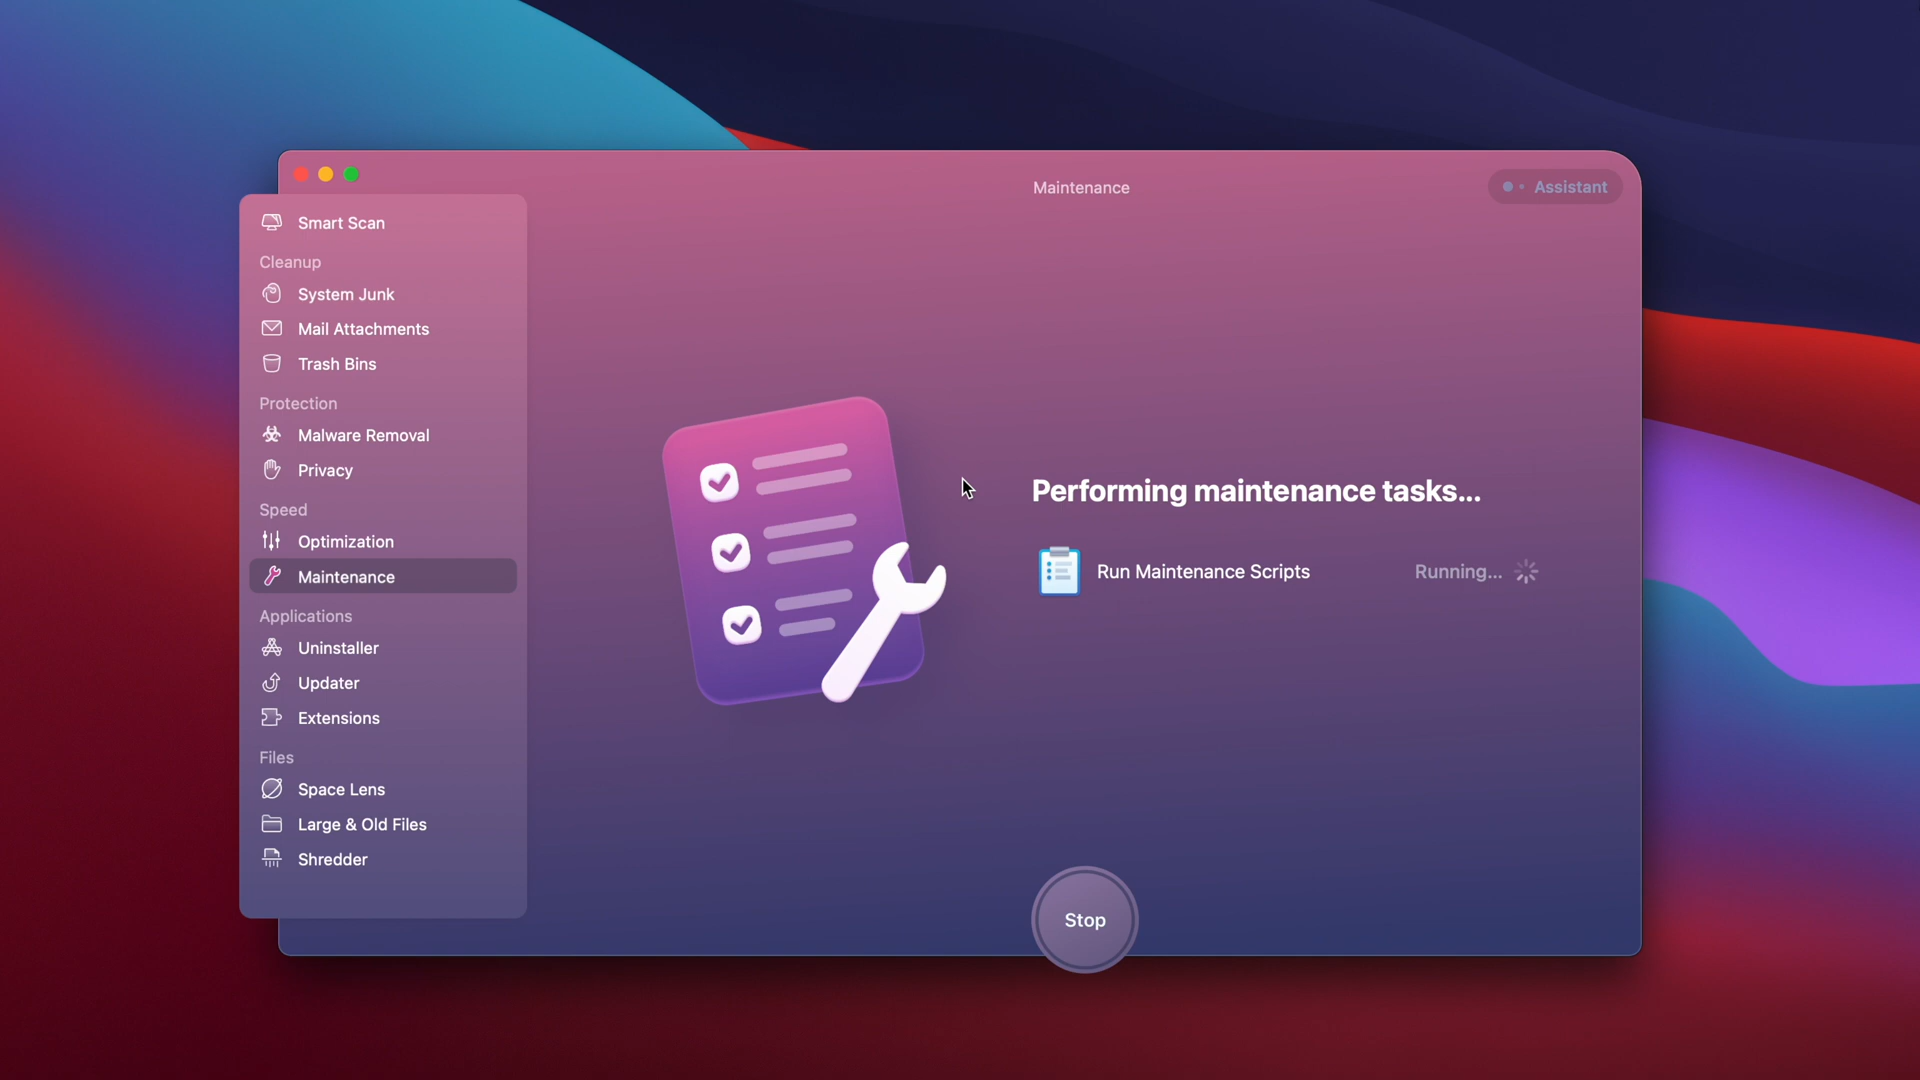 Maintenance
Assistant
Smart Scan
Cleanup
System Junk
Mail Attachments
Trash Bins
Protection
Malware Removal
Privacy
Speed
Optimization
Maintenance
Applications
Uninstaller
Updater
Extensions
Files
Space Lens
Large & Old Files
Shredder
Performing maintenance tasks...
Run Maintenance Scripts
Running...
Stop